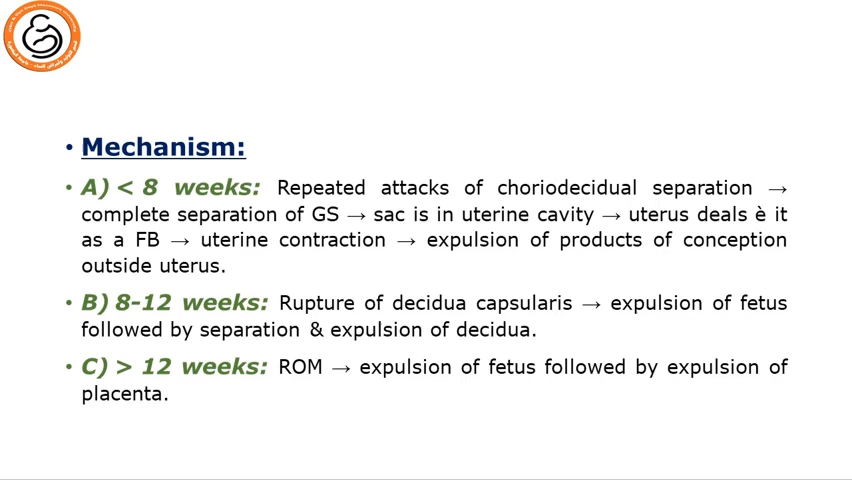 • Mechanism:
• A) < 8 weeks: Repeated attacks of choriodecidual separation →
complete separation of GS → sac is in uterine cavity → uterus deals è it
as a FB → uterine contraction → expulsion of products of conception
outside uterus.
• B) 8-12 weeks: Rupture of decidua capsularis → expulsion of fetus
followed by separation & expulsion of decidua.
• C) > 12 weeks: ROM → expulsion of fetus followed by expulsion of
placenta.